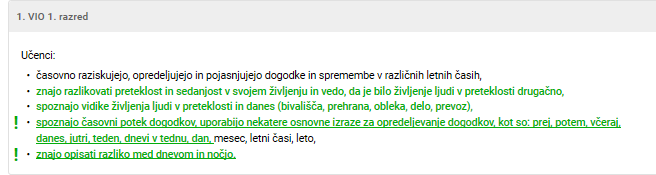 1. VIO 1. razred
Učenci:
• časovno raziskujejo, opredeljujejo in pojasnjujejo dogodke in spremembe v različnih letnih časih,
• znajo razlikovati preteklost in sedanjost v svojem življenju in vedo, da je bilo življenje ljudi v preteklosti drugačno,
• spoznajo vidike življenja ljudi v preteklosti in danes (bivališča, prehrana, obleka, delo, prevoz),
! • spoznajo časovni potek dogodkov, uporabijo nekatere osnovne izraze za opredeljevanje dogodkov, kot so: prej, potem, včeraj,
danes, jutri, teden, dnevi v tednu, dan, mesec, letni časi, leto,
! • znajo opisati razliko med dnevom in nočjo.